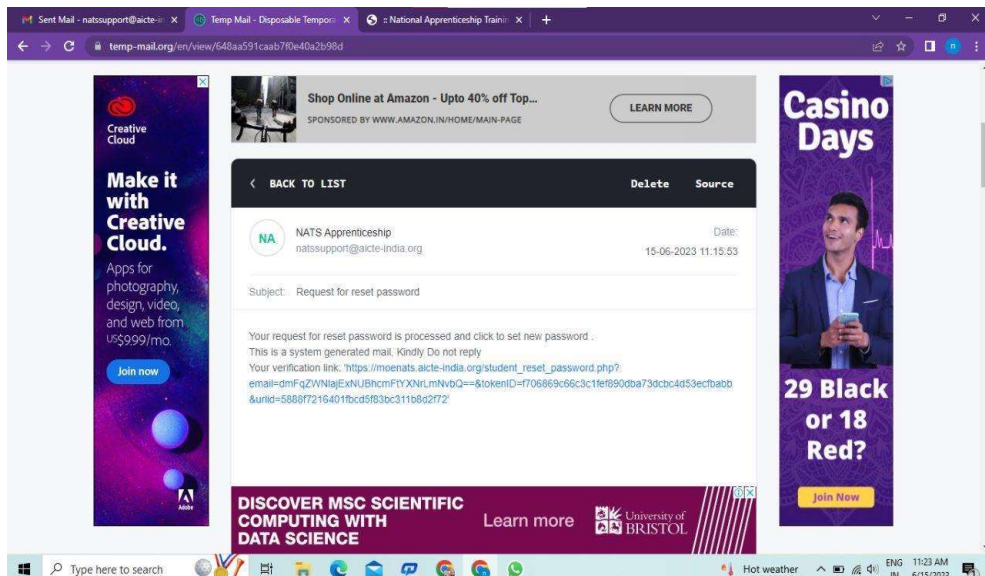 Sent Mail - natssupport@aicte-in
Temp Mail - Disposable Tempora
:: National Apprenticeship Trainin
temp-mail.org/en/view/648aa591caab7f0e40a2b98d
Creative
Cloud
Make it
with
Creative
Cloud.
Apps for
photography,
design, video,
and web from
US$9.99/mo.
Join now
Adobe
Shop Online at Amazon - Upto 40% off Top...
SPONSORED BY WWW.AMAZON.IN/HOME/MAIN-PAGE
LEARN MORE
BACK TO LIST
Delete Source
NA
NATS Apprenticeship
natssupport@aicte-india.org
Date:
15-06-2023 11:15:53
Subject: Request for reset password
Your request for reset password is processed and click to set new password .
This is a system generated mail, Kindly Do not reply
Your verification link: 'https://moenats.aicte-india.org/student_reset_password.php?
email=dmFqZWNlajExNUBhcmFtYXNrLmNvbQ==&tokenID=f706869c66c3c1fef890dba73dcbc4d53ecfbabb
&urlid=5888f7216401fbcd5f83bc311b8d2f72'
DISCOVER MSC SCIENTIFIC
COMPUTING WITH
DATA SCIENCE
Learn more
University of
BRISTOL
Casino
Days
29 Black
or 18
Red?
Join Now
Type here to search
Hot weather
ENG
IN
11:23 AM
6/15/2023